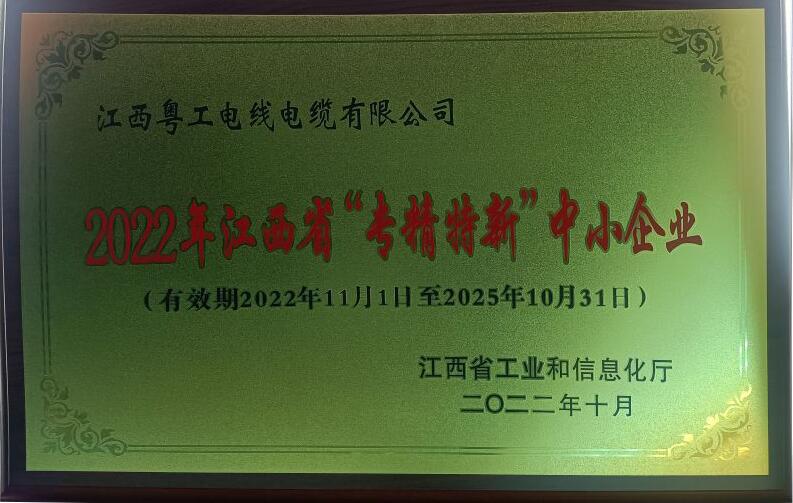 江西粤工电线电缆有限公司
2022年江西省“专精特新”中小企业
（有效期2022年11月1日至2025年10月31日）
江西省工业和信息化厅
二〇二二年十月